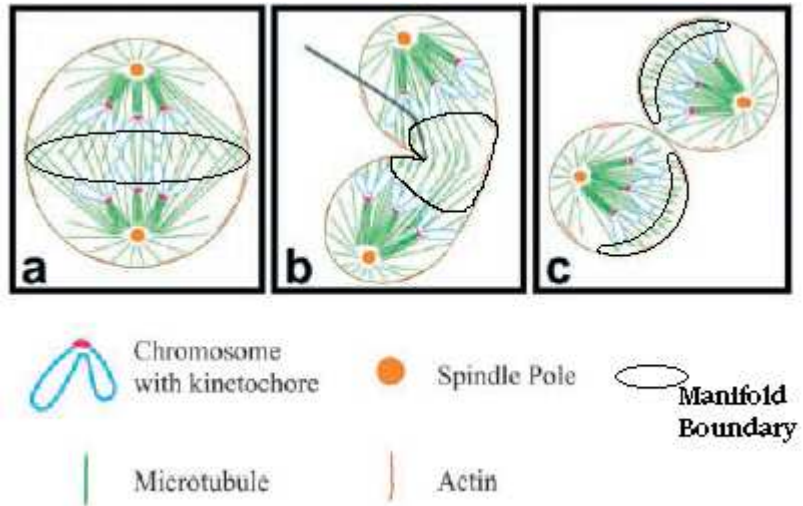 a b c
Chromosome
with kinetochore
Spindle Pole
Manifold
Boundary
Microtubule
Actin